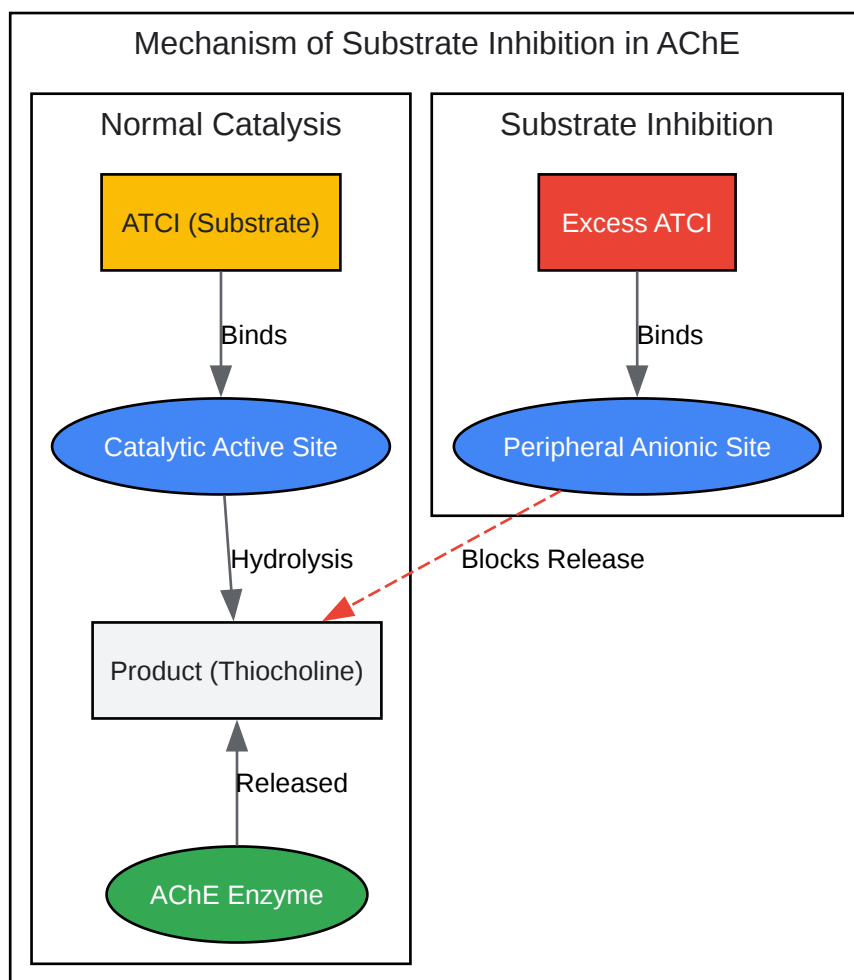 Mechanism of Substrate Inhibition in AChE
Normal Catalysis
ATCI (Substrate)
Binds
Catalytic Active Site
Hydrolysis
Product (Thiocholine)
Released
AChE Enzyme
Substrate Inhibition
Excess ATCI
Binds
Peripheral Anionic Site
Blocks Release